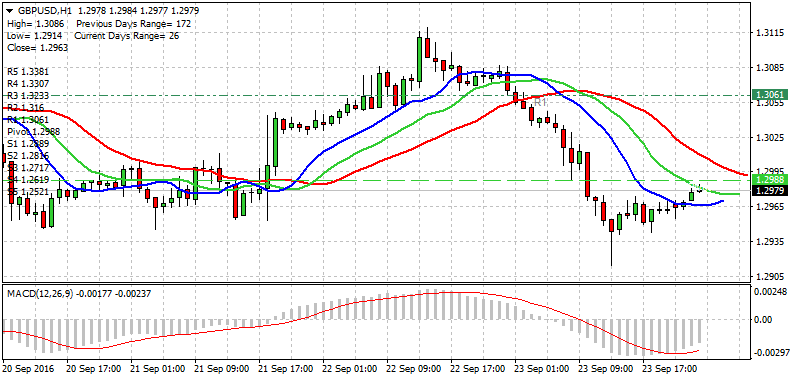 GBPUSD,H1 1.2978 1.2984 1.2977 1.2979
High= 1.3086 Previous Days Range= 172
Low= 1.2914 Current Days Range= 26
Close= 1.2963
R5 1.3381
R4 1.3307
R3 1.3233
R2 1.316
R1 1.3061
Pivot 1.2988
S1 1.2889
S2 1.2816
S3 1.2717
S4 1.2619
S5 1.2521
R1
1.3115
1.3085
1.3061
1.3055
1.3025
1.2995
1.2988
1.2979
1.2965
1.2935
1.2905
MACD(12,26,9) -0.00177 -0.00237
0.00248
0.00
-0.00297
20 Sep 2016 20 Sep 13:00 20 Sep 21:00 21 Sep 09:00 21 Sep 17:00 22 Sep 01:00 22 Sep 09:00 22 Sep 17:00 23 Sep 01:00 23 Sep 09:00 23 Sep 17:00